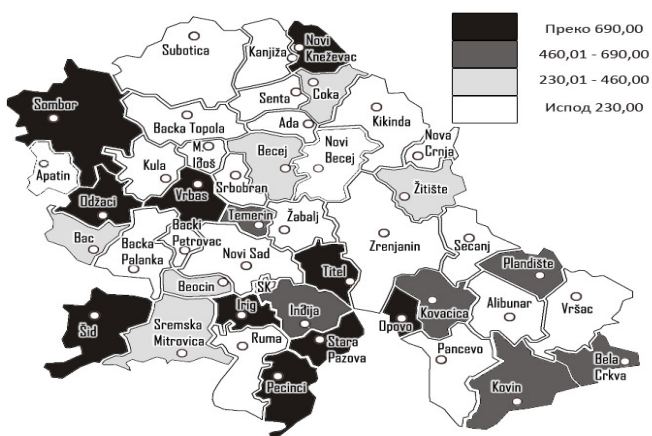 Преко 690,00
460,01 - 690,00
230,01 - 460,00
Испод 230,00
Subotica
Kanjiža
Novi
Kneževac
Sombor
Senta
Coka
Backa Topola
Ada
Kikinda
Apatin
Kula
M.
Iđoš
Becej
Novi
Becej
Nova
Crnja
Srbobran
Vrbas
Odžaci
Žitište
Temerin
Žabalj
Bac
Backa
Palanka
Backi
Petrovac
Novi Sad
Zrenjanin
Secanj
Titel
Plandište
Beocin
SK
Irig
Inđija
Kovacica
Alibunar
Vršac
Šid
Sremska
Mitrovica
Ruma
Stara
Pazova
Opovo
Pancevo
Pecinci
Kovin
Bela
Crkva